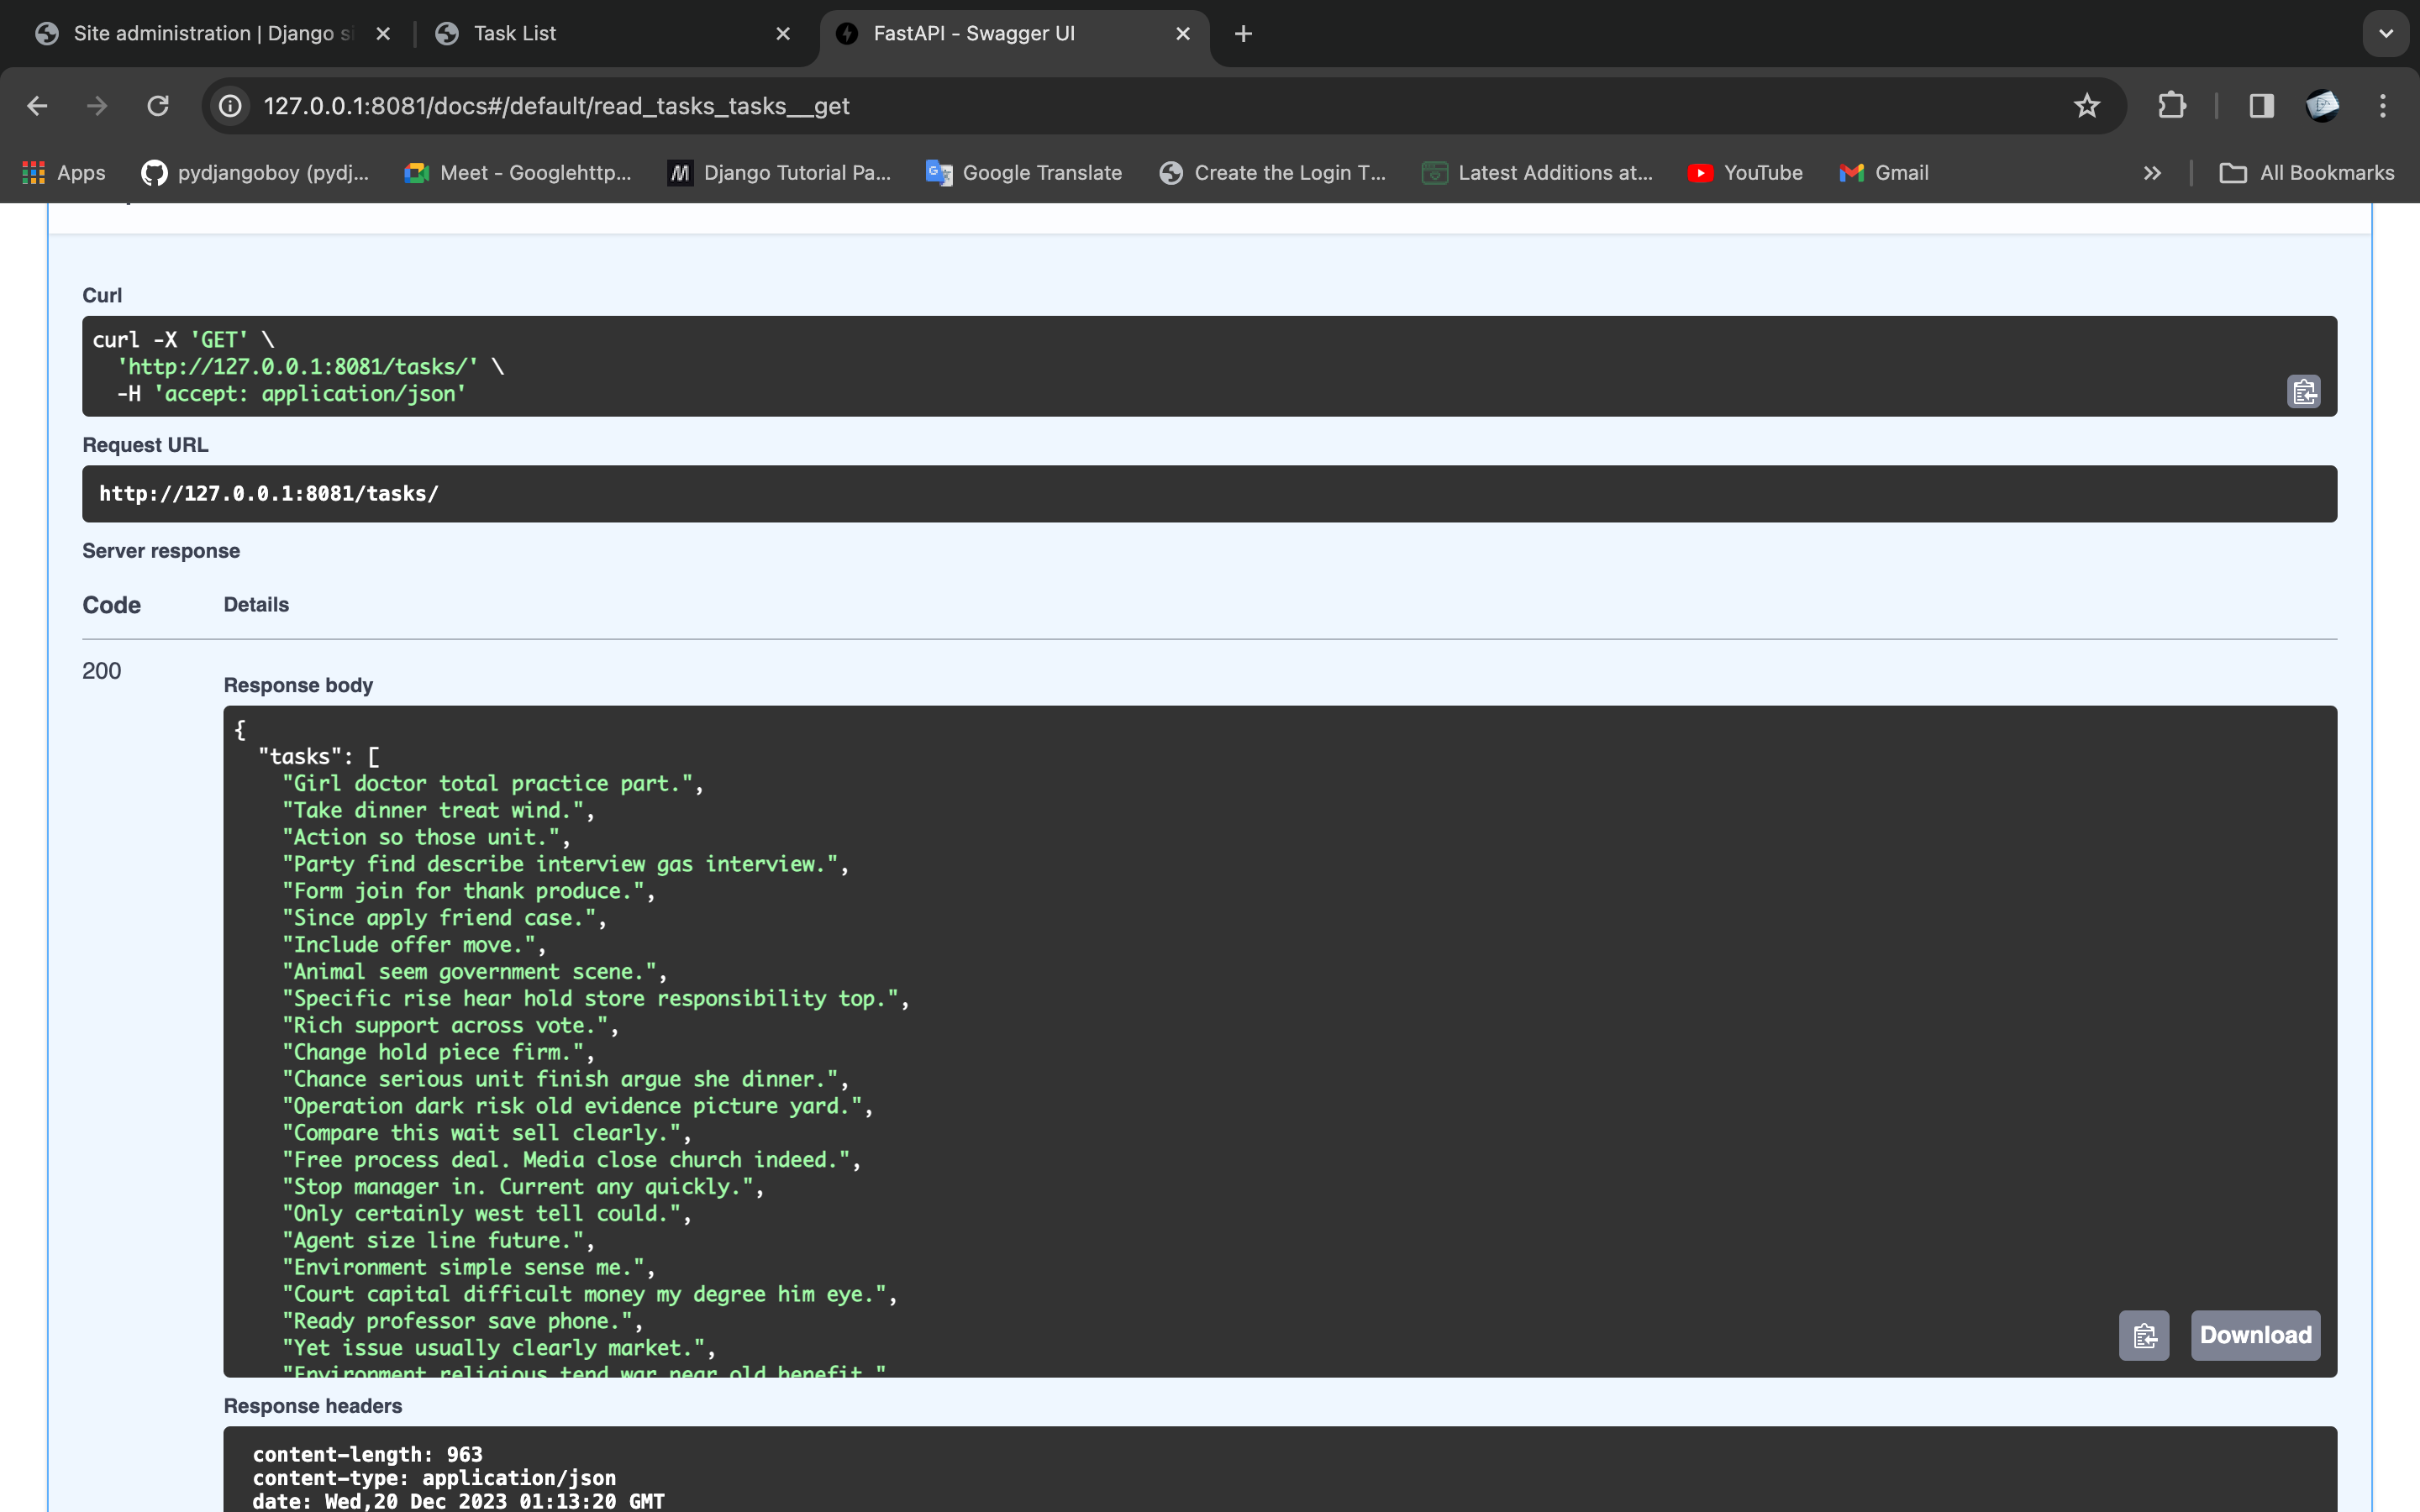 Site administration | Django si
Task List
FastAPI - Swagger UI
127.0.0.1:8081/docs#/default/read_tasks_tasks__get
Apps
pydjangoboy (pydj...
Meet - Googlehttp...
Django Tutorial Pa...
Google Translate
Create the Login T...
Latest Additions at...
YouTube
Gmail
All Bookmarks
Curl
curl -X 'GET' \
'http://127.0.0.1:8081/tasks/' \
-H 'accept: application/json'
Request URL
http://127.0.0.1:8081/tasks/
Server response
Code Details
200
Response body
{
"tasks": [
"Girl doctor total practice part.",
"Take dinner treat wind.",
"Action so those unit.",
"Party find describe interview gas interview.",
"Form join for thank produce.",
"Since apply friend case.",
"Include offer move.",
"Animal seem government scene.",
"Specific rise hear hold store responsibility top.",
"Rich support across vote.",
"Change hold piece firm.",
"Chance serious unit finish argue she dinner.",
"Operation dark risk old evidence picture yard.",
"Compare this wait sell clearly.",
"Free process deal. Media close church indeed.",
"Stop manager in. Current any quickly.",
"Only certainly west tell could.",
"Agent size line future.",
"Environment simple sense me.",
"Court capital difficult money my degree him eye.",
"Ready professor save phone.",
"Yet issue usually clearly market.",
"Environment religious tend war near old benefit."
Download
Response headers
content-length: 963
content-type: application/json
date: Wed,20 Dec 2023 01:13:20 GMT